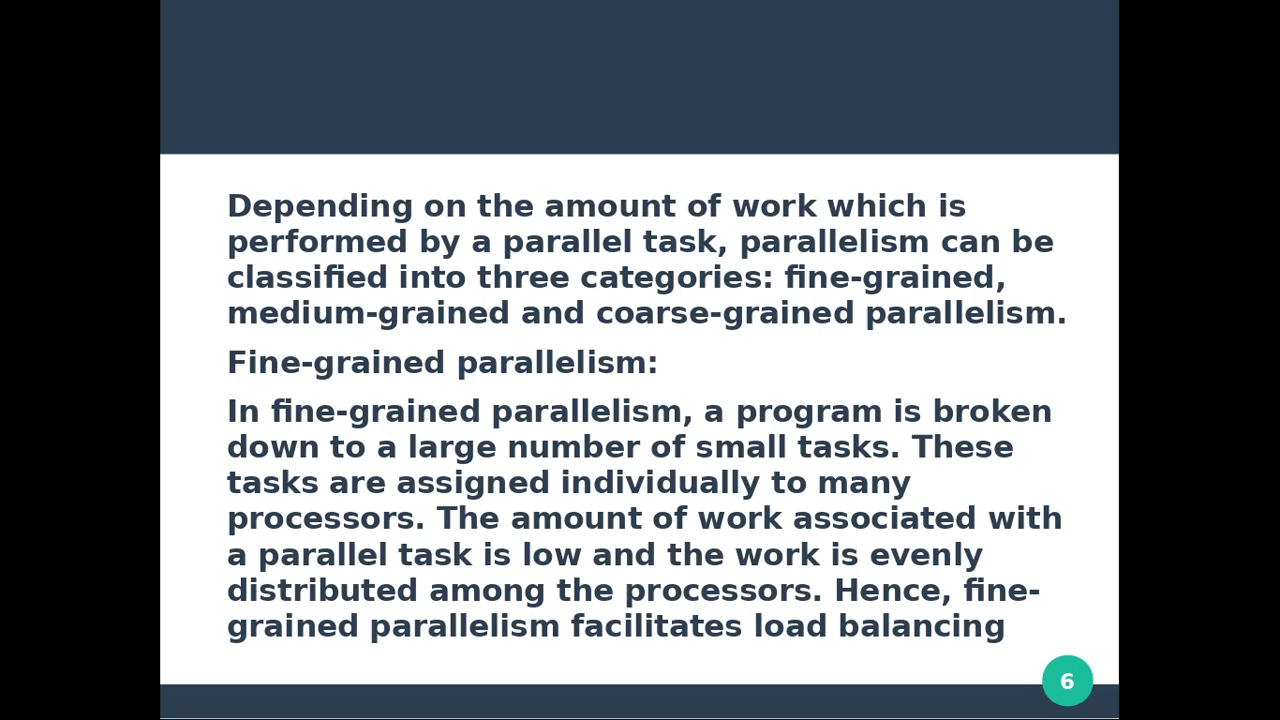 Depending on the amount of work which is
performed by a parallel task, parallelism can be
classified into three categories: fine-grained,
medium-grained and coarse-grained parallelism.
Fine-grained parallelism:
In fine-grained parallelism, a program is broken
down to a large number of small tasks. These
tasks are assigned individually to many
processors. The amount of work associated with
a parallel task is low and the work is evenly
distributed among the processors. Hence, fine-
grained parallelism facilitates load balancing
6